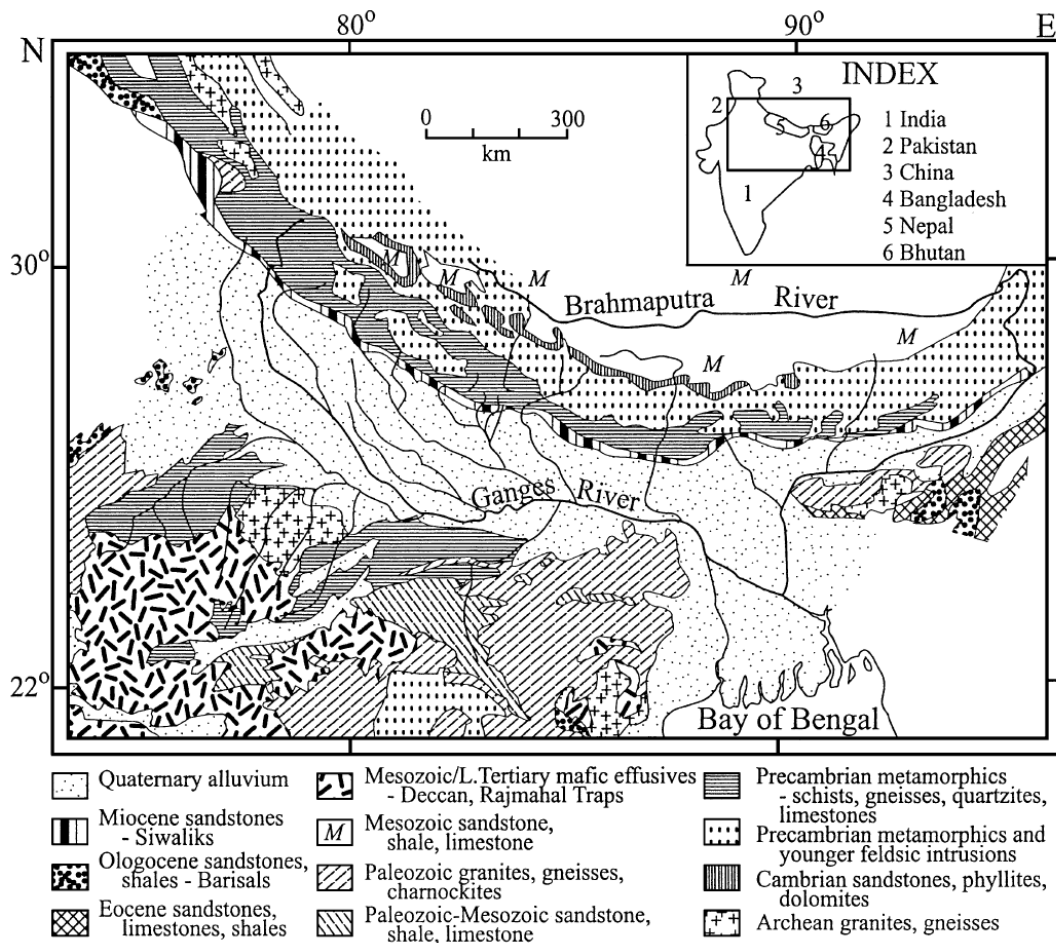 80°
90°
N
E
INDEX
3
2
6
5
4
1
1 India
2 Pakistan
3 China
4 Bangladesh
5 Nepal
6 Bhutan
0
300
km
30°
M
M
M
M
Brahmaputra River
M
M
Ganges River
22°
Bay of Bengal
Quaternary alluvium
Miocene sandstones
- Siwaliks
Ologocene sandstones,
shales - Barisals
Eocene sandstones,
limestones, shales
Mesozoic/L.Tertiary mafic effusives
- Deccan, Rajmahal Traps
M
Mesozoic sandstone,
shale, limestone
Paleozoic granites, gneisses,
charnockites
Paleozoic-Mesozoic sandstone,
shale, limestone
Precambrian metamorphics
- schists, gneisses, quartzites,
limestones
Precambrian metamorphics and
younger feldsic intrusions
Cambrian sandstones, phyllites,
dolomites
Archean granites, gneisses